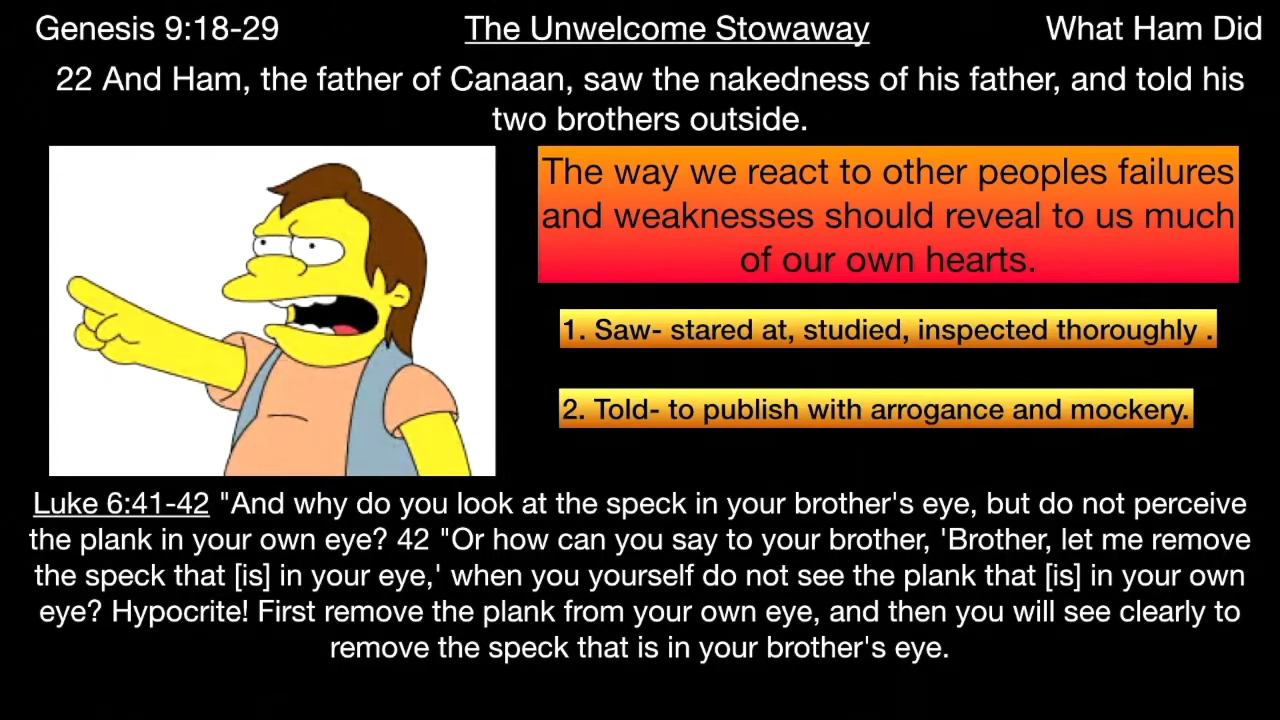 Genesis 9:18-29
The Unwelcome Stowaway
What Ham Did
22 And Ham, the father of Canaan, saw the nakedness of his father, and told his
two brothers outside.
The way we react to other peoples failures
and weaknesses should reveal to us much
of our own hearts.
1. Saw- stared at, studied, inspected thoroughly .
2. Told- to publish with arrogance and mockery.
Luke 6:41-42 "And why do you look at the speck in your brother's eye, but do not perceive
the plank in your own eye? 42 "Or how can you say to your brother, 'Brother, let me remove
the speck that [is] in your eye,' when you yourself do not see the plank that [is] in your own
eye? Hypocrite! First remove the plank from your own eye, and then you will see clearly to
remove the speck that is in your brother's eye.